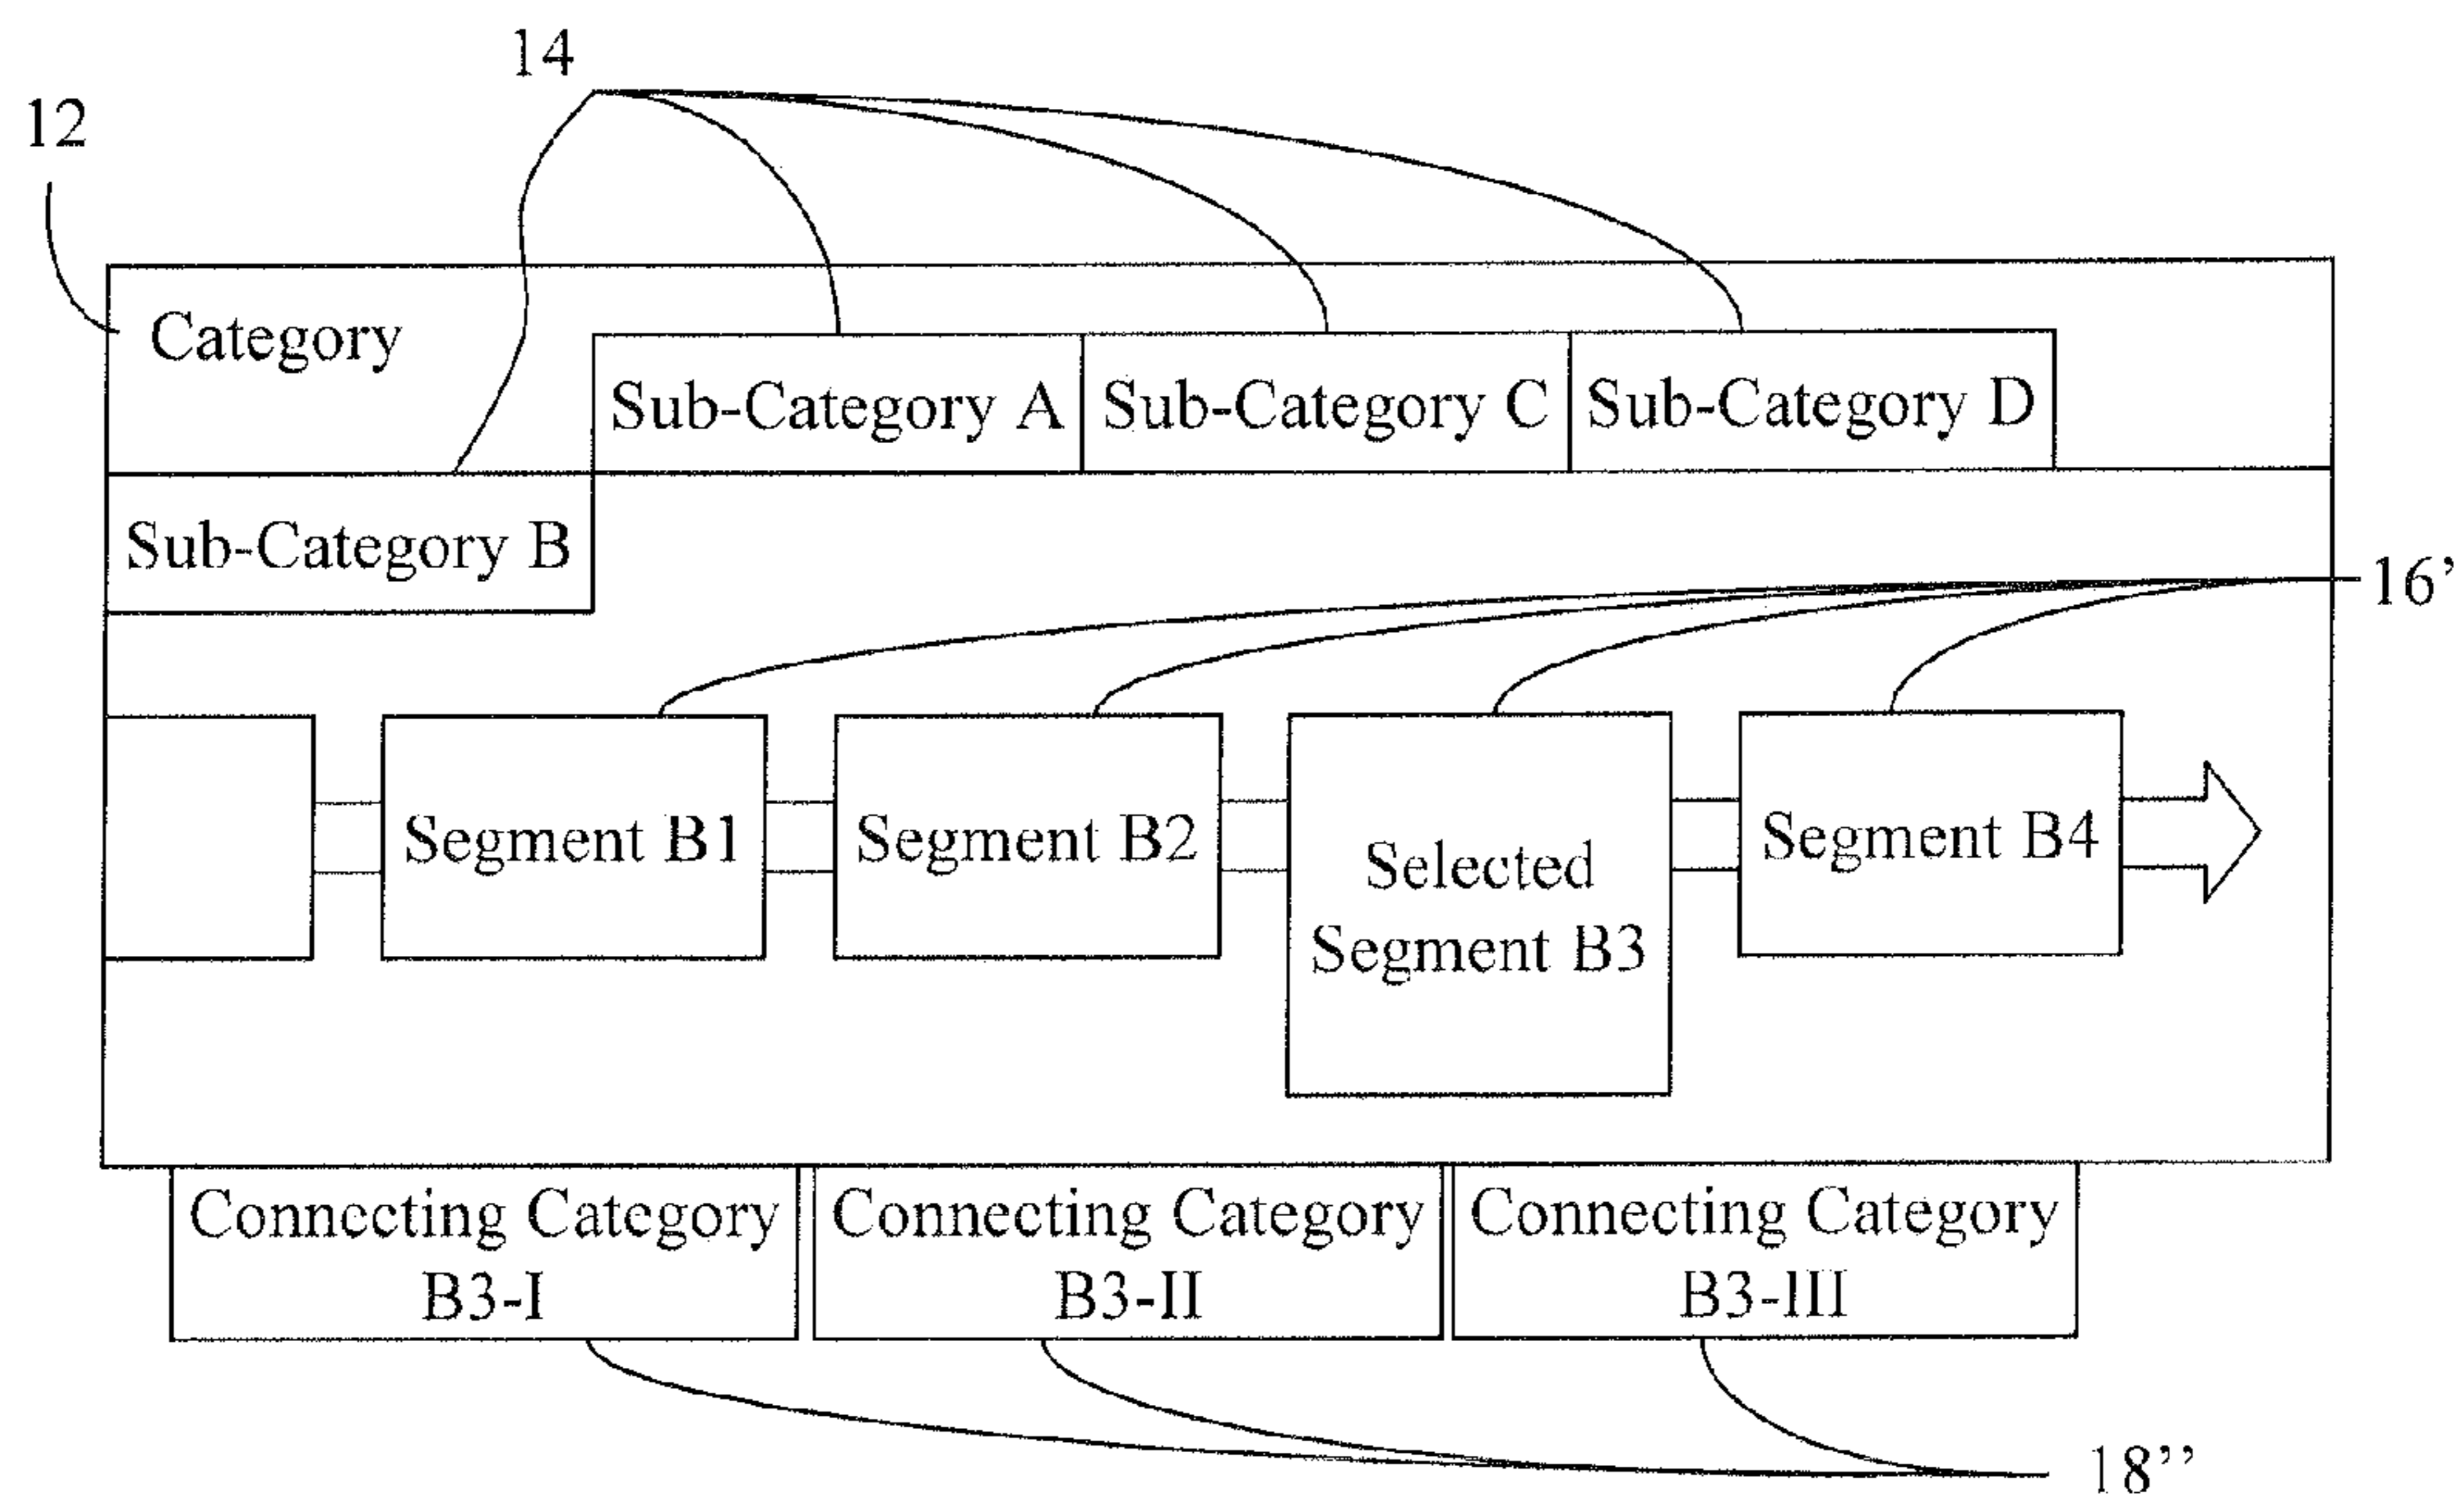 14
12
Category
Sub-Category A
Sub-Category C
Sub-Category D
Sub-Category B
16’
Segment B1
Segment B2
Selected
Segment B3
Segment B4
Connecting Category
B3-I
Connecting Category
B3-II
Connecting Category
B3-III
18’’